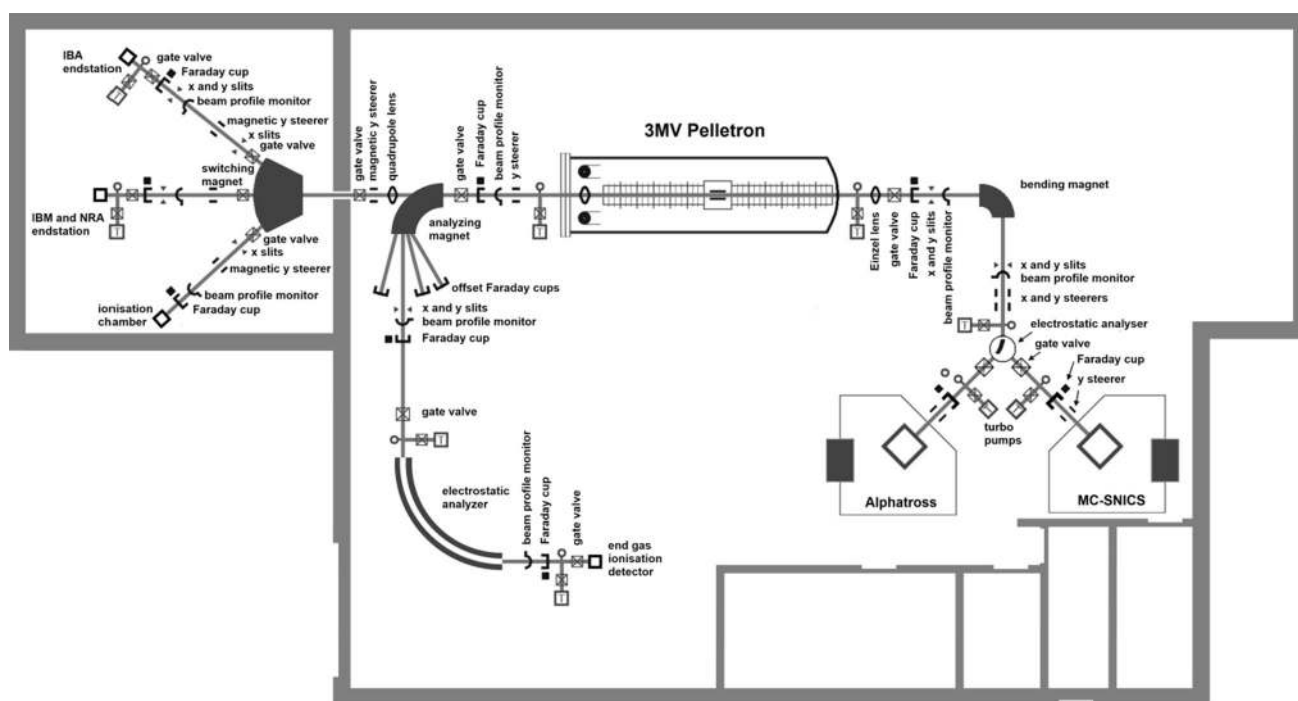 IBA
endstation
gate valve
Faraday cup
x and y slits
beam profile monitor
magnetic y steerer
x slits
gate valve
switching
magnet
IBM and NRA
endstation
T
gate valve
x slits
magnetic y steerer
beam profile monitor
Faraday cup
ionisation
chamber
gate valve
magnetic y steerer
quadrupole lens
gate valve
Faraday cup
beam profile monitor
y steerer
3MV Pelletron
analyzing
magnet
T
T
Einzel lens
gate valve
Faraday cup
x and y slits
beam profile monitor
bending magnet
offset Faraday cups
x and y slits
beam profile monitor
Faraday cup
x and y slits
beam profile monitor
x and y steerers
T
electrostatic analyser
gate valve
Faraday cup
y steerer
turbo
pumps
Alphatross
MC-SNICS
gate valve
T
electrostatic
analyzer
beam profile monitor
Faraday cup
gate valve
end gas
ionisation
detector
T